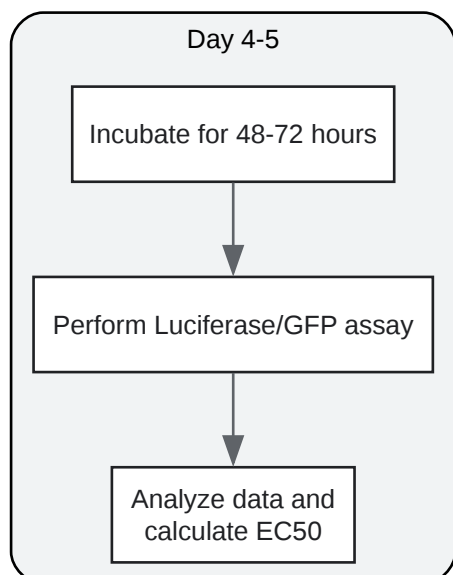 Day 4-5
Incubate for 48-72 hours
Perform Luciferase/GFP assay
Analyze data and
calculate EC50